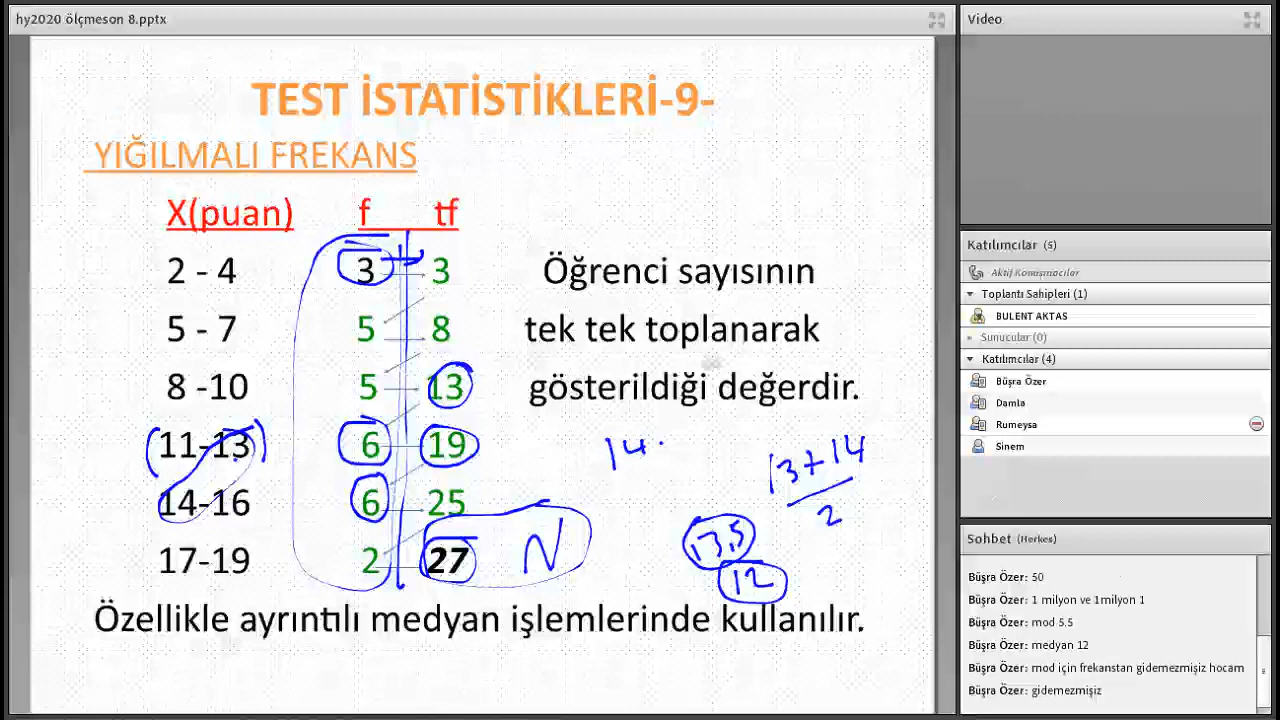 hy2020 ölçmeson 8.pptx
TEST İSTATİSTİKLERİ-9-
YIĞILMALI FREKANS
X(puan) f tf
2 - 4 3 3 Öğrenci sayısının
5 - 7 5 8 tek tek toplanarak
8 -10 5 13 gösterildiği değerdir.
11-13 6 19 14.
13+14
2
14-16 6 25
17-19 2 27 N
13,5
12
Özellikle ayrıntılı medyan işlemlerinde kullanılır.
Video
Katılımcılar (5)
Aktif Konuşmacılar
Toplantı Sahipleri (1)
BULENT AKTAS
Sunucular (0)
Katılımcılar (4)
Büşra Özer
Damla
Rumeysa
Sinem
Sohbet (Herkes)
Büşra Özer: 50
Büşra Özer: 1 milyon ve 1milyon 1
Büşra Özer: mod 5.5
Büşra Özer: medyan 12
Büşra Özer: mod için frekanstan gidemezmişiz hocam
Büşra Özer: gidemezmişiz